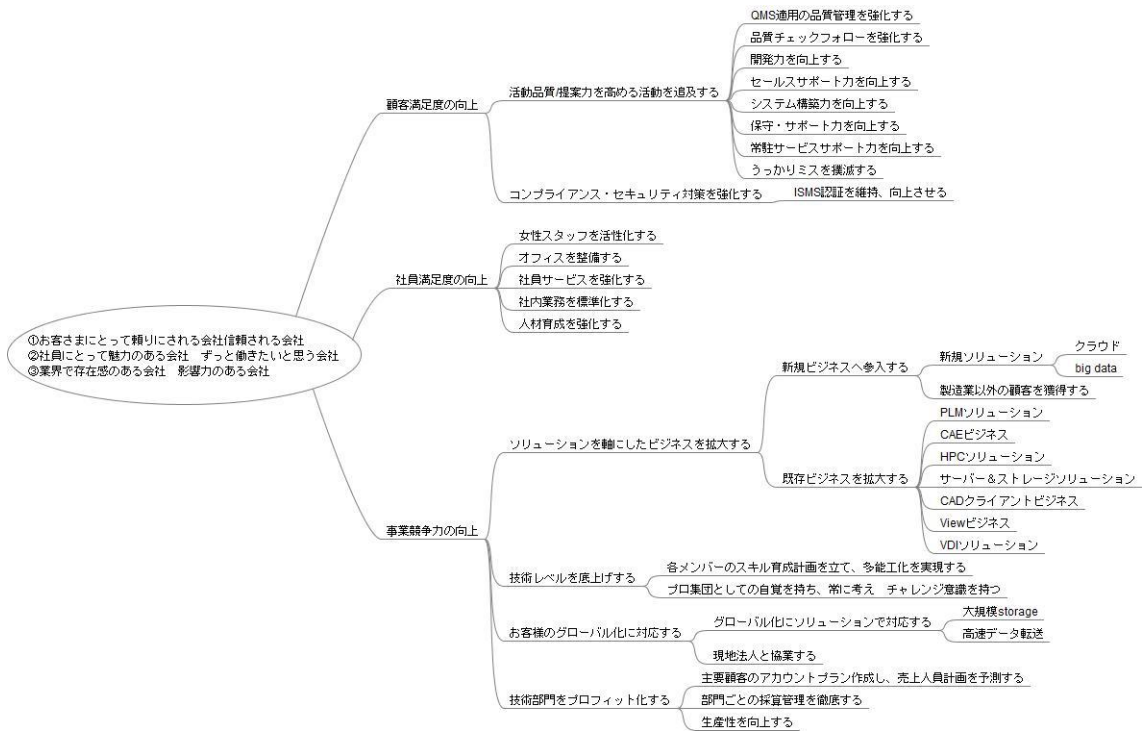 ①お客さまにとって頼りにされる会社信頼される会社
②社員にとって魅力のある会社　ずっと働きたいと思う会社
③業界で存在感のある会社　影響力のある会社
顧客満足度の向上
活動品質/提案力を高める活動を追及する
QMS適用の品質管理を強化する
品質チェックフォローを強化する
開発力を向上する
セールスサポート力を向上する
システム構築力を向上する
保守・サポート力を向上する
常駐サービスサポート力を向上する
うっかりミスを撲滅する
コンプライアンス・セキュリティ対策を強化する
ISMS認証を維持、向上させる
社員満足度の向上
女性スタッフを活性化する
オフィスを整備する
社員サービスを強化する
社内業務を標準化する
人材育成を強化する
事業競争力の向上
ソリューションを軸にしたビジネスを拡大する
新規ビジネスへ参入する
新規ソリューション
クラウド
big data
製造業以外の顧客を獲得する
既存ビジネスを拡大する
PLMソリューション
CAEビジネス
HPCソリューション
サーバー＆ストレージソリューション
CADクライアントビジネス
Viewビジネス
VDIソリューション
技術レベルを底上げする
各メンバーのスキル育成計画を立て、多能工化を実現する
プロ集団としての自覚を持ち、常に考え　チャレンジ意識を持つ
お客様のグローバル化に対応する
グローバル化にソリューションで対応する
大規模storage
高速データ転送
現地法人と協業する
技術部門をプロフィット化する
主要顧客のアカウントプラン作成し、売上人員計画を予測する
部門ごとの採算管理を徹底する
生産性を向上する